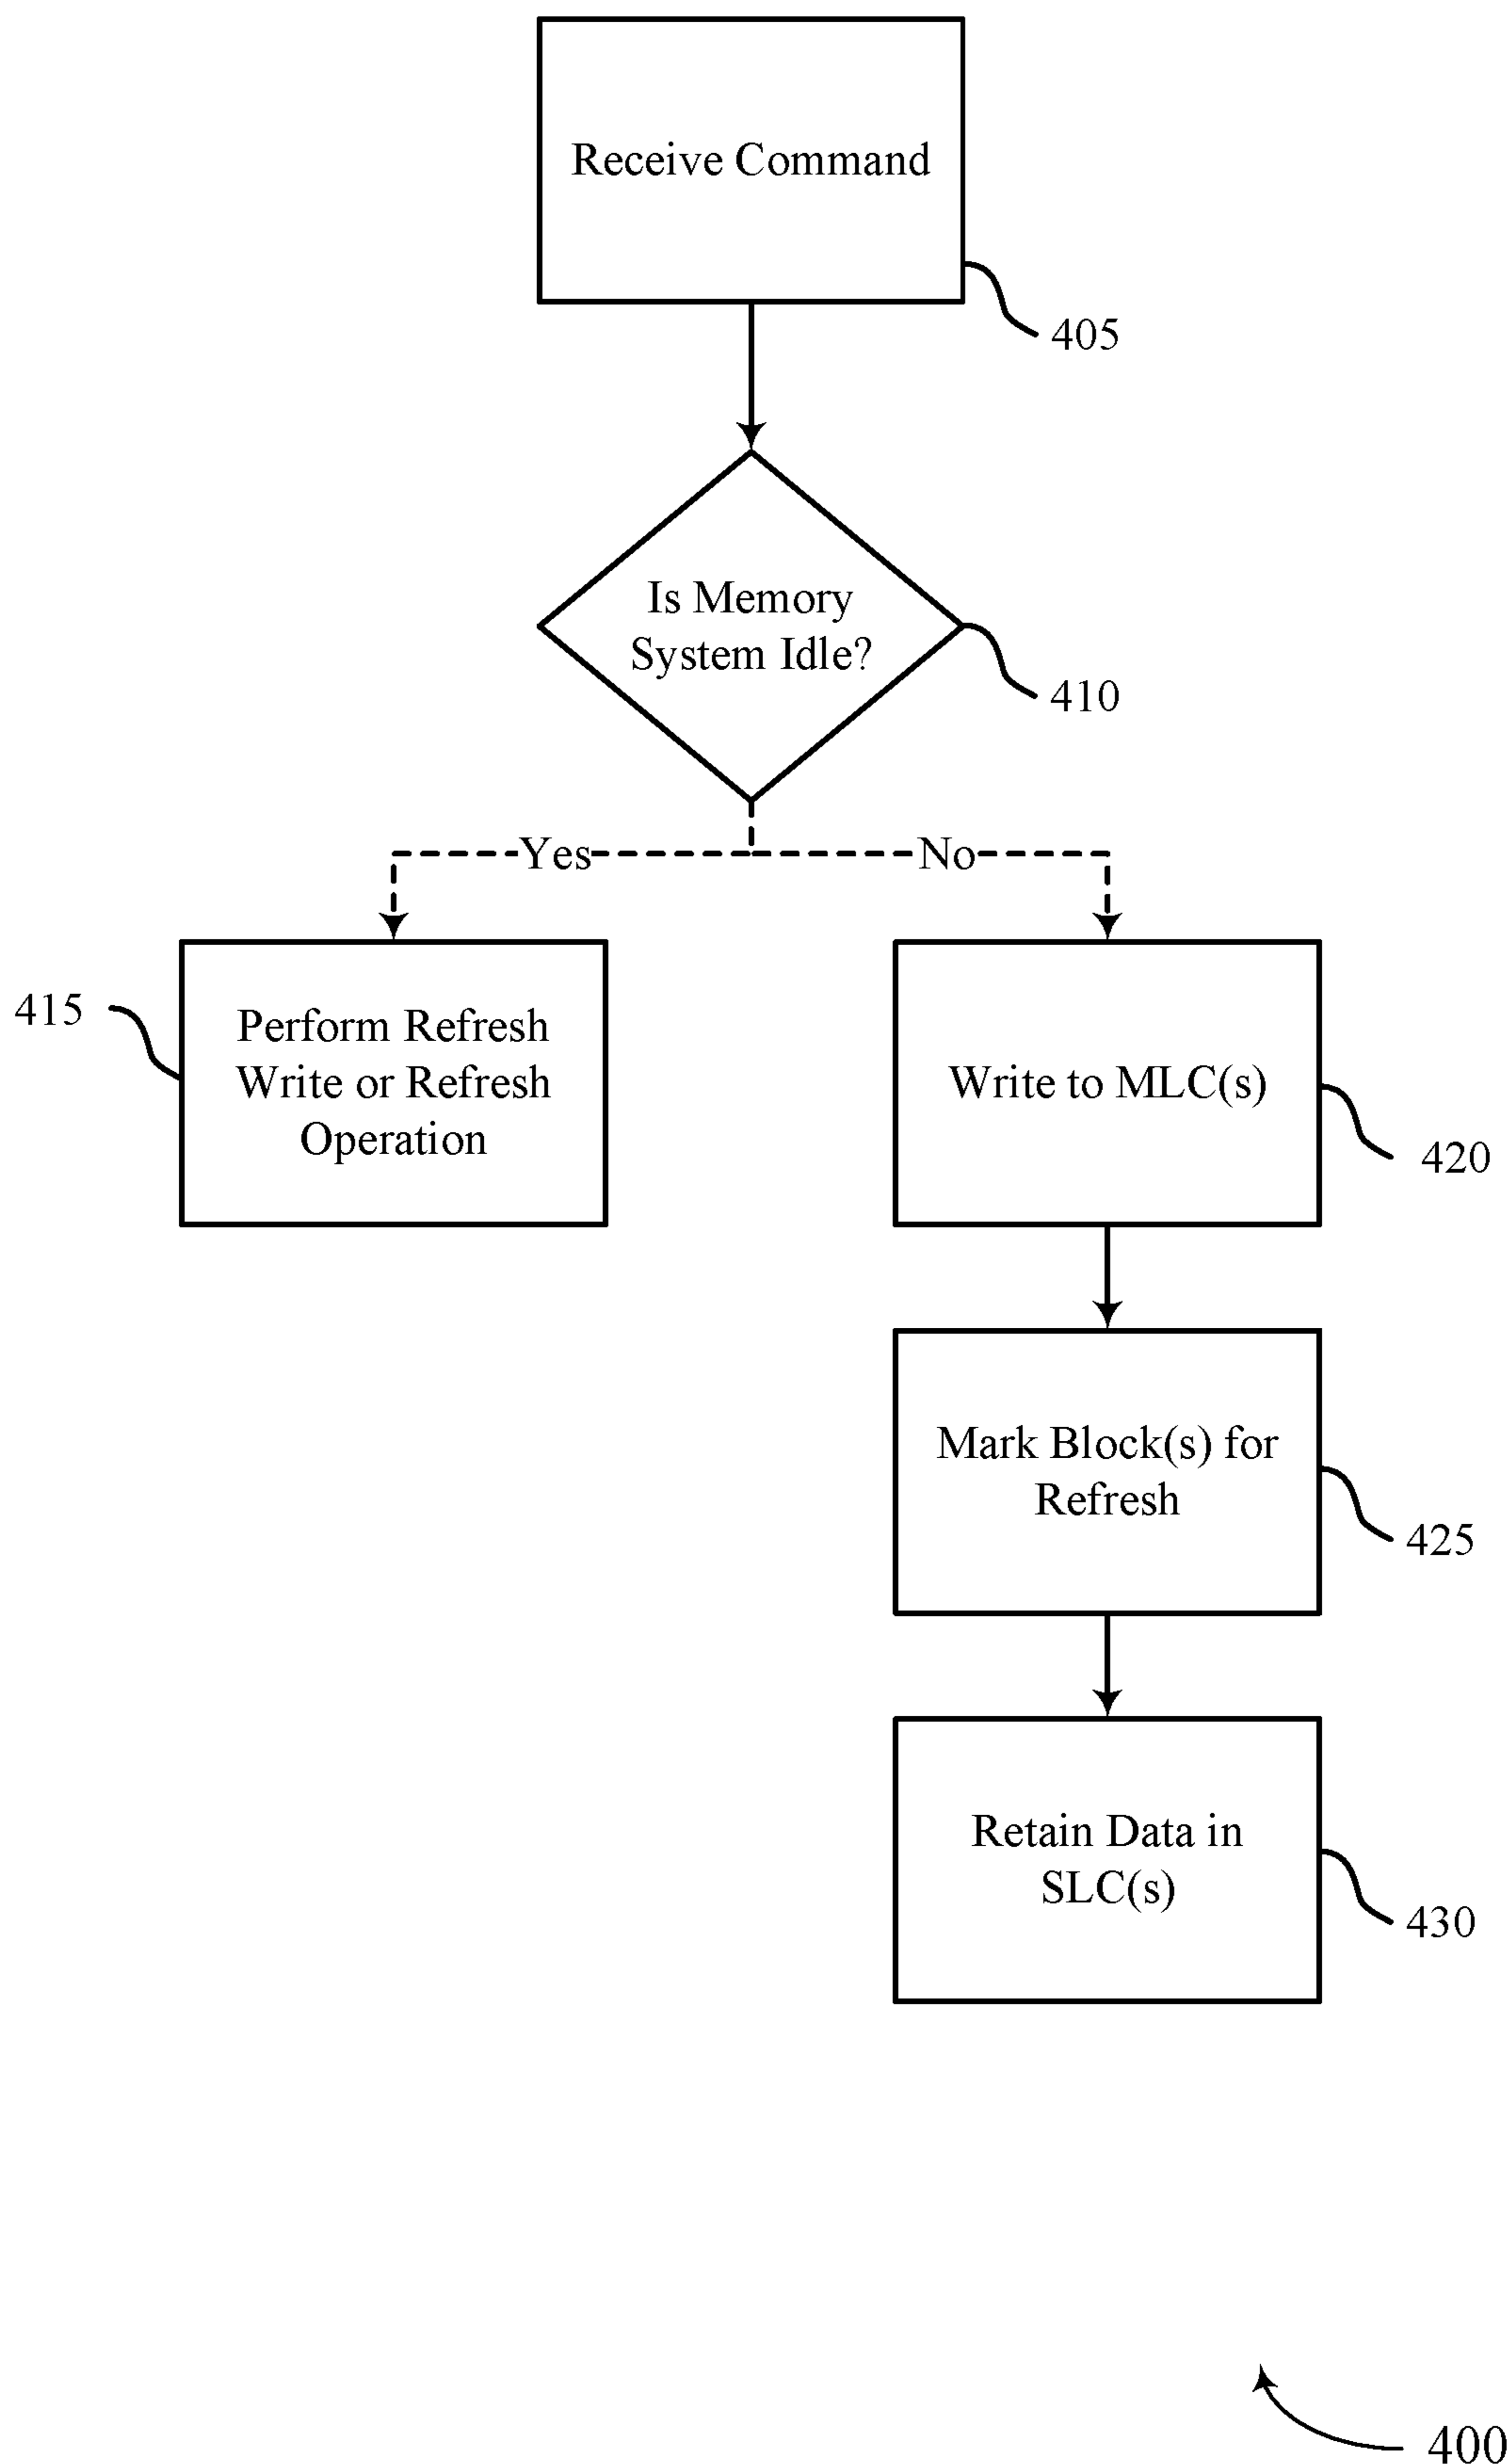 Receive Command
405
Is Memory
System Idle?
410
Yes
No
415
Perform Refresh
Write or Refresh
Operation
Write to MLC(s)
420
Mark Block(s) for
Refresh
425
Retain Data in
SLC(s)
430
400